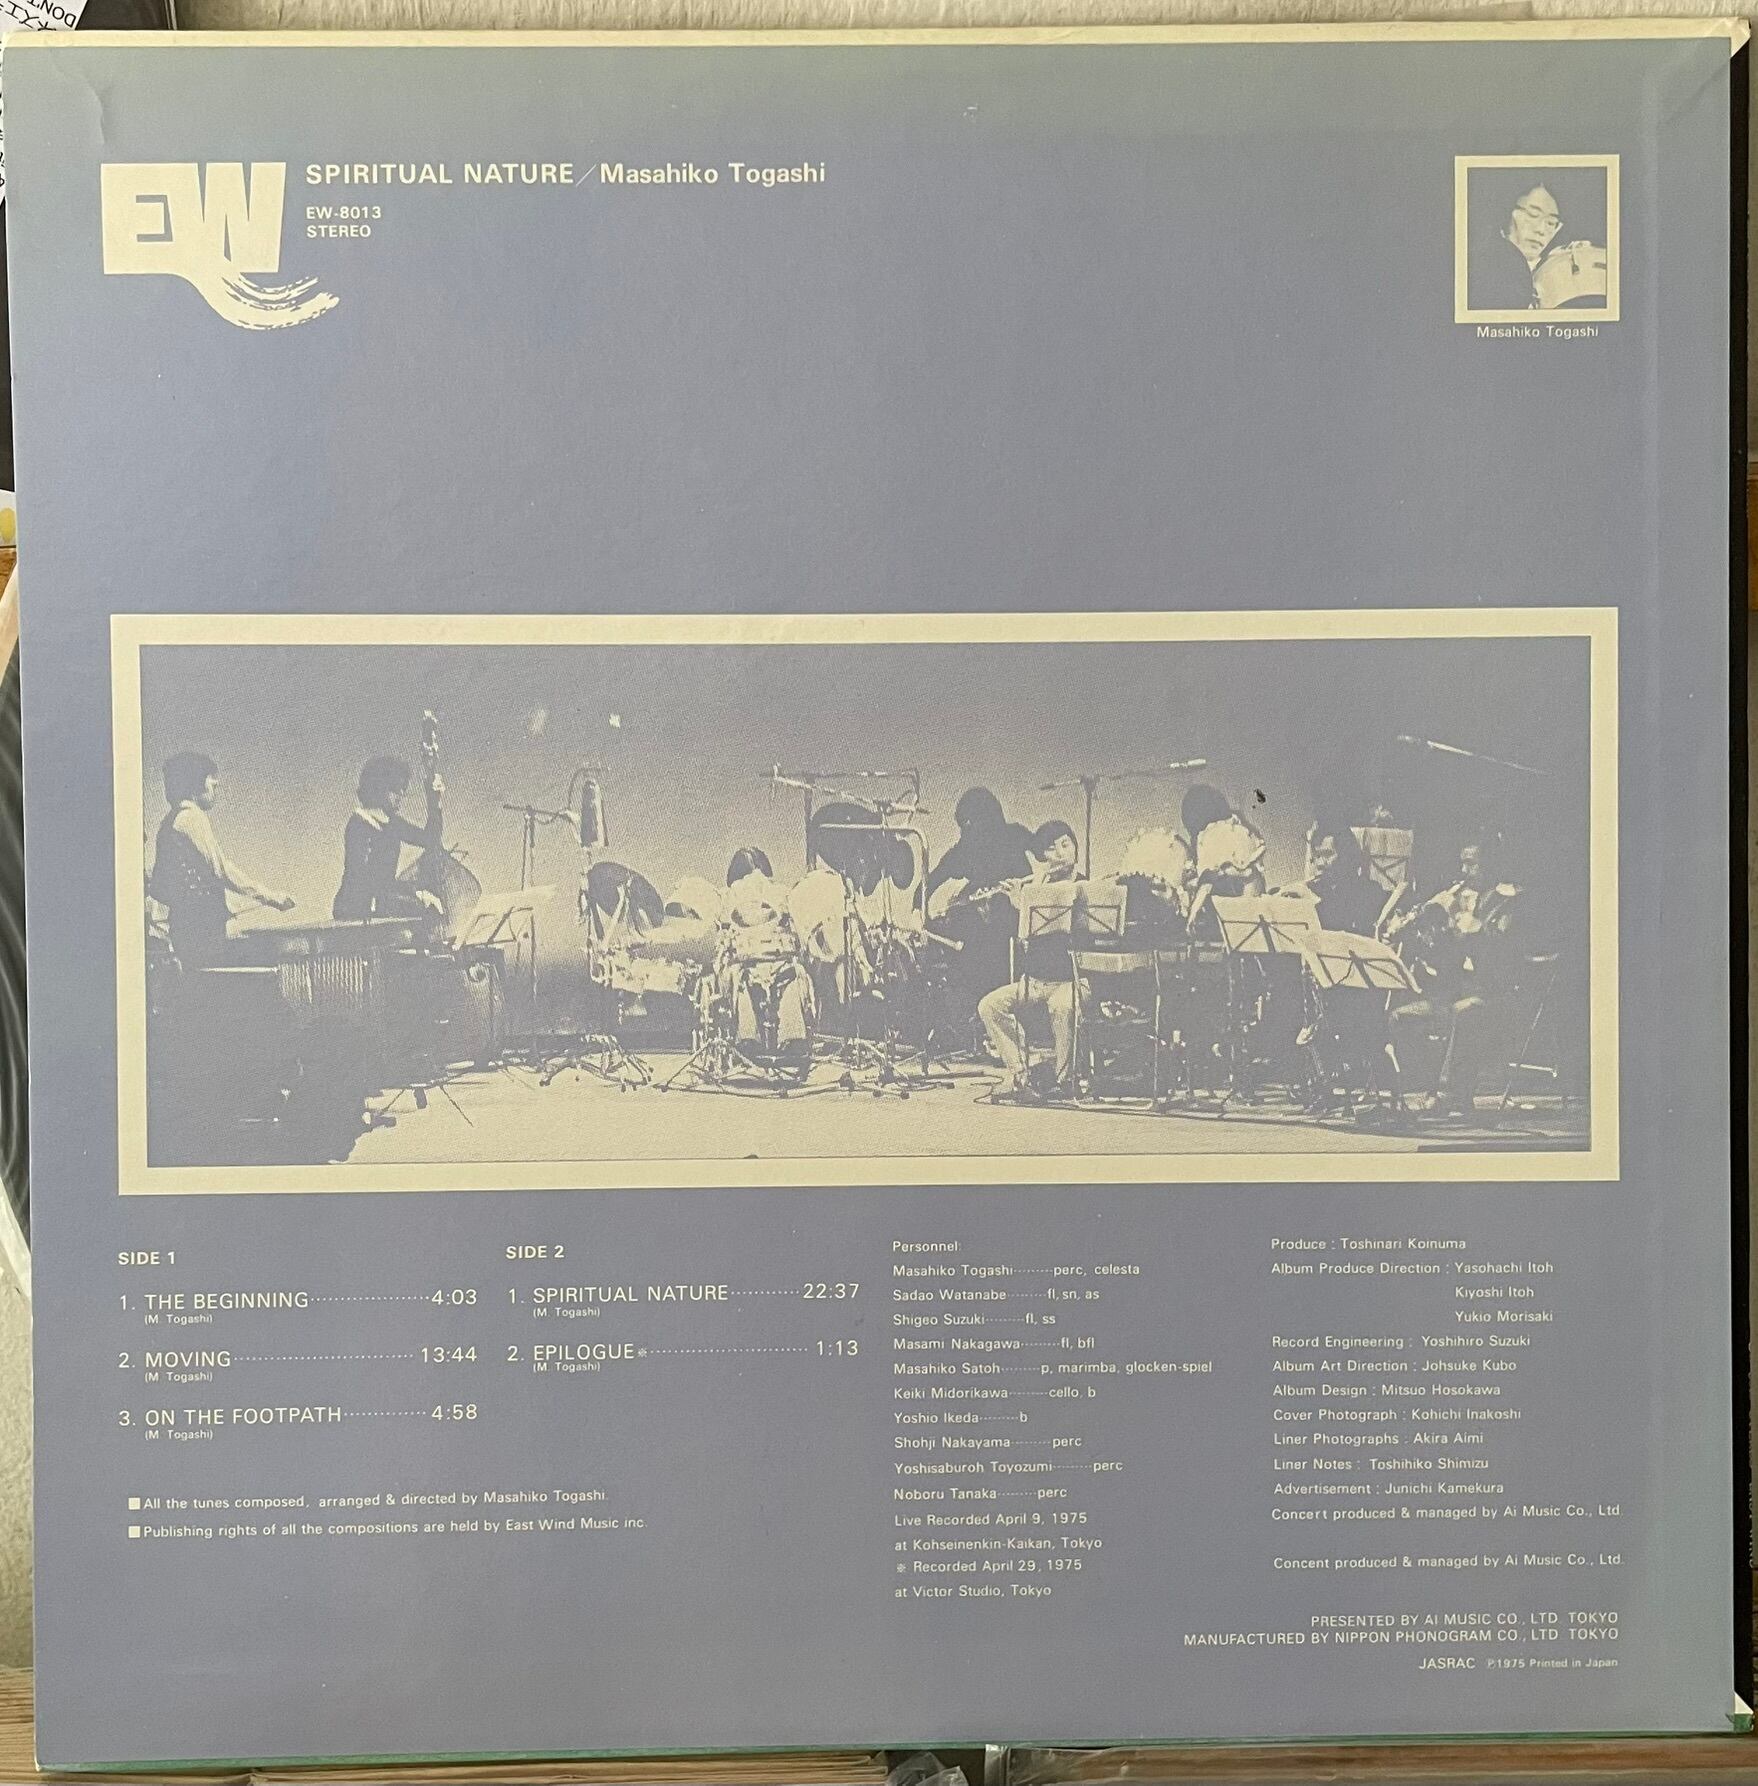 DON'T
EW
SPIRITUAL NATURE／Masahiko Togashi
EW-8013
STEREO
Masahiko Togashi
SIDE 1
1. THE BEGINNING··················4:03
(M. Togashi)
2. MOVING··························13:44
(M. Togashi)
3. ON THE FOOTPATH·············4:58
(M. Togashi)
SIDE 2
1. SPIRITUAL NATURE···········22:37
(M. Togashi)
2. EPILOGUE※························1:13
(M. Togashi)
■All the tunes composed, arranged & directed by Masahiko Togashi.
■Publishing rights of all the compositions are held by East Wind Music inc.
Personnel:
Masahiko Togashi·········perc, celesta
Sadao Watanabe·········fl, sn, as
Shigeo Suzuki·········fl, ss
Masami Nakagawa·········fl, bfl
Masahiko Satoh·········p, marimba, glocken-spiel
Keiki Midorikawa·········cello, b
Yoshio Ikeda·········b
Shohji Nakayama·········perc
Yoshisaburoh Toyozumi·········perc
Noboru Tanaka·········perc
Live Recorded April 9, 1975
at Kohseinenkin-Kaikan, Tokyo
※ Recorded April 29, 1975
at Victor Studio, Tokyo
Produce : Toshinari Koinuma
Album Produce Direction : Yasohachi Itoh
Kiyoshi Itoh
Yukio Morisaki
Record Engineering : Yoshihiro Suzuki
Album Art Direction : Johsuke Kubo
Album Design : Mitsuo Hosokawa
Cover Photograph : Kohichi Inakoshi
Liner Photographs : Akira Aimi
Liner Notes : Toshihiko Shimizu
Advertisement : Junichi Kamekura
Concert produced & managed by Ai Music Co., Ltd.
Concent produced & managed by Ai Music Co., Ltd.
PRESENTED BY AI MUSIC CO., LTD. TOKYO
MANUFACTURED BY NIPPON PHONOGRAM CO., LTD. TOKYO
JASRAC ℗1975 Printed in Japan